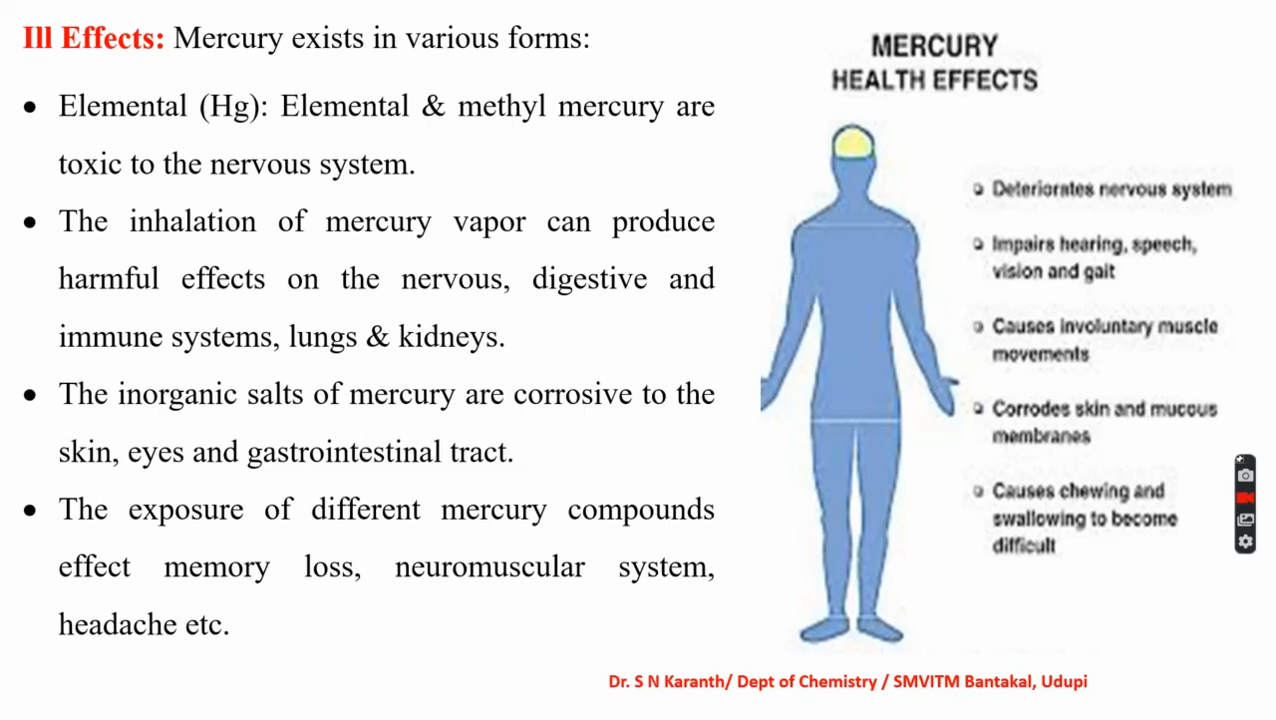 Ill Effects: Mercury exists in various forms:
• Elemental (Hg): Elemental & methyl mercury are
toxic to the nervous system.
• The inhalation of mercury vapor can produce
harmful effects on the nervous, digestive and
immune systems, lungs & kidneys.
• The inorganic salts of mercury are corrosive to the
skin, eyes and gastrointestinal tract.
• The exposure of different mercury compounds
effect memory loss, neuromuscular system,
headache etc.
MERCURY
HEALTH EFFECTS
Deteriorates nervous system
Impairs hearing, speech,
vision and gait
Causes involuntary muscle
movements
Corrodes skin and mucous
membranes
Causes chewing and
swallowing to become
difficult
Dr. S N Karanth/ Dept of Chemistry / SMVITM Bantakal, Udupi